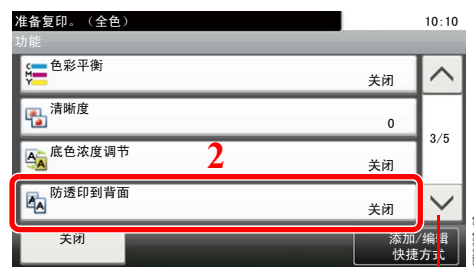 准备复印。（全色）
10:10
功能
色彩平衡
关闭
清晰度
0
3/5
底色浓度调节
2
关闭
防透印到背面
关闭
关闭
添加/编辑
快捷方式